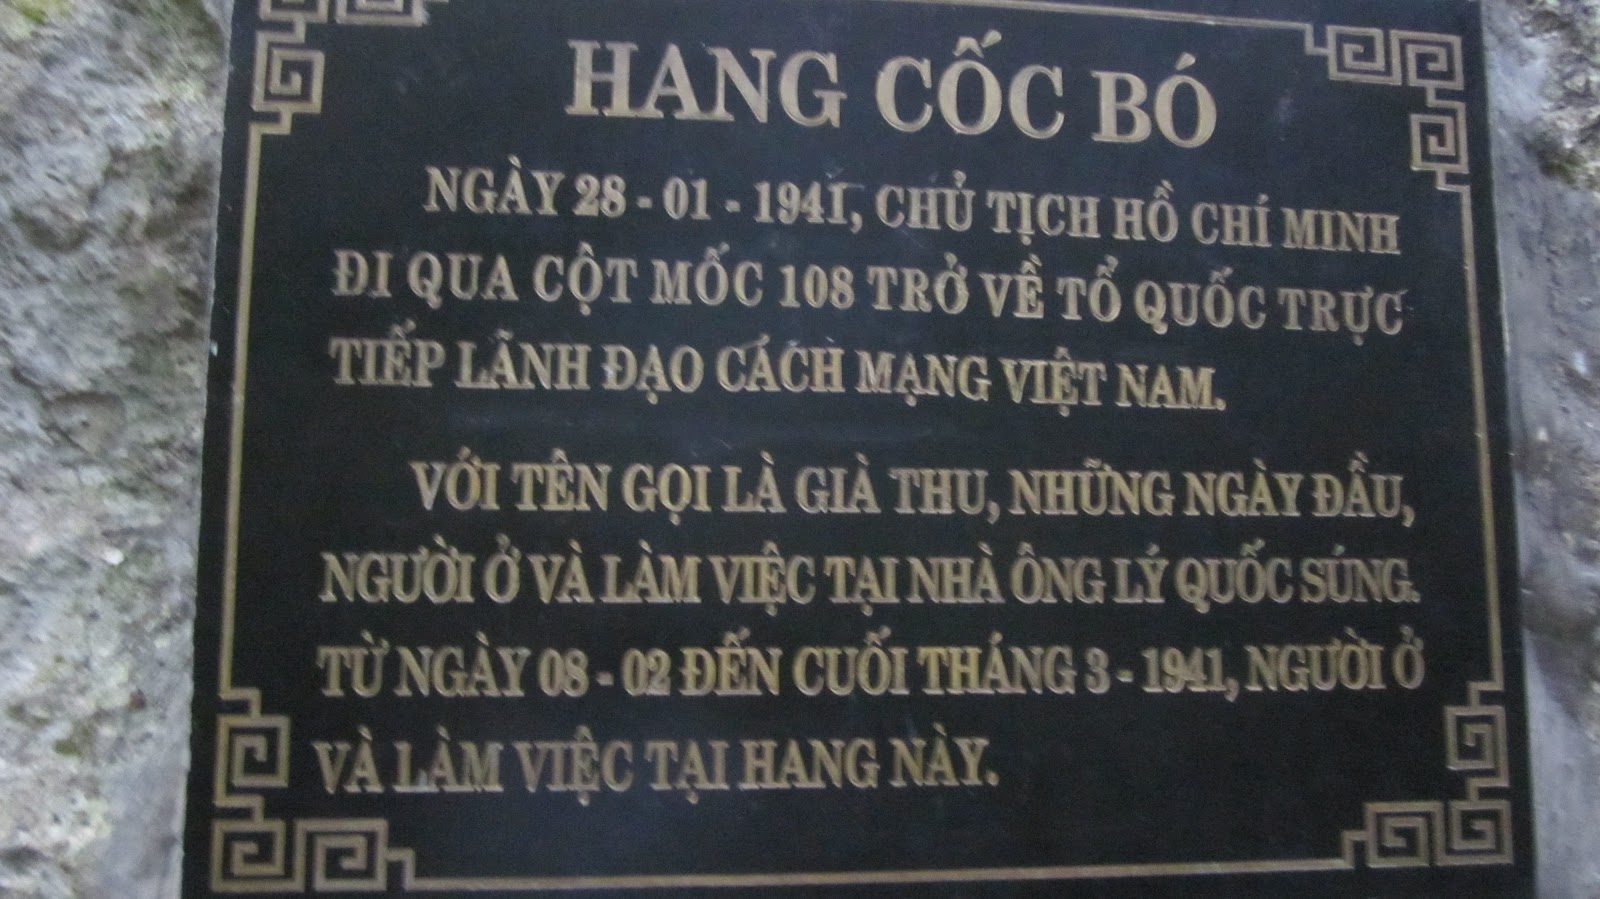 HANG CỐC BÓ
NGÀY 28 - 01 - 1941, CHỦ TỊCH HỒ CHÍ MINH
ĐI QUA CỘT MỐC 108 TRỞ VỀ TỔ QUỐC TRỰC
TIẾP LÃNH ĐẠO CÁCH MẠNG VIỆT NAM.
VỚI TÊN GỌI LÀ GIÀ THU, NHỮNG NGÀY ĐẦU,
NGƯỜI Ở VÀ LÀM VIỆC TẠI NHÀ ÔNG LÝ QUỐC SÚNG.
TỪ NGÀY 08 - 02 ĐẾN CUỐI THÁNG 3 - 1941, NGƯỜI Ở
VÀ LÀM VIỆC TẠI HANG NÀY.